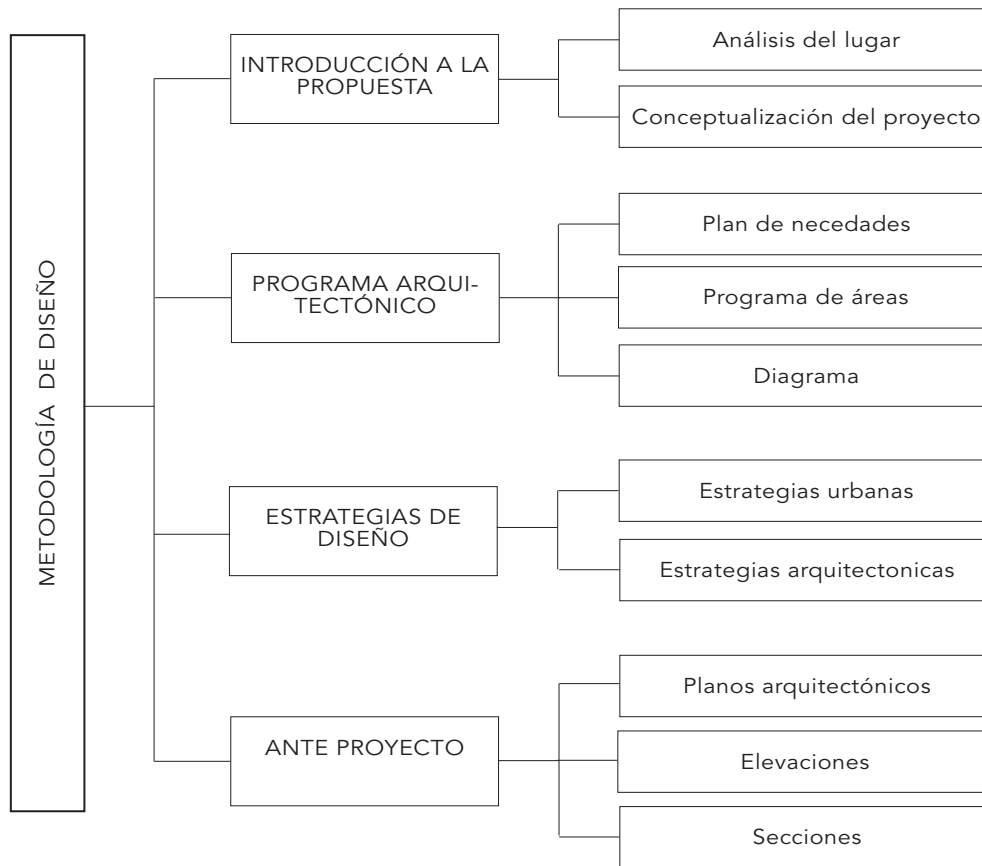 METODOLOGÍA DE DISEÑO
INTRODUCCIÓN A LA
PROPUESTA
Análisis del lugar
Conceptualización del proyecto
PROGRAMA ARQUI-
TECTÓNICO
Plan de necedades
Programa de áreas
Diagrama
ESTRATEGIAS DE
DISEÑO
Estrategias urbanas
Estrategias arquitectonicas
ANTE PROYECTO
Planos arquitectónicos
Elevaciones
Secciones